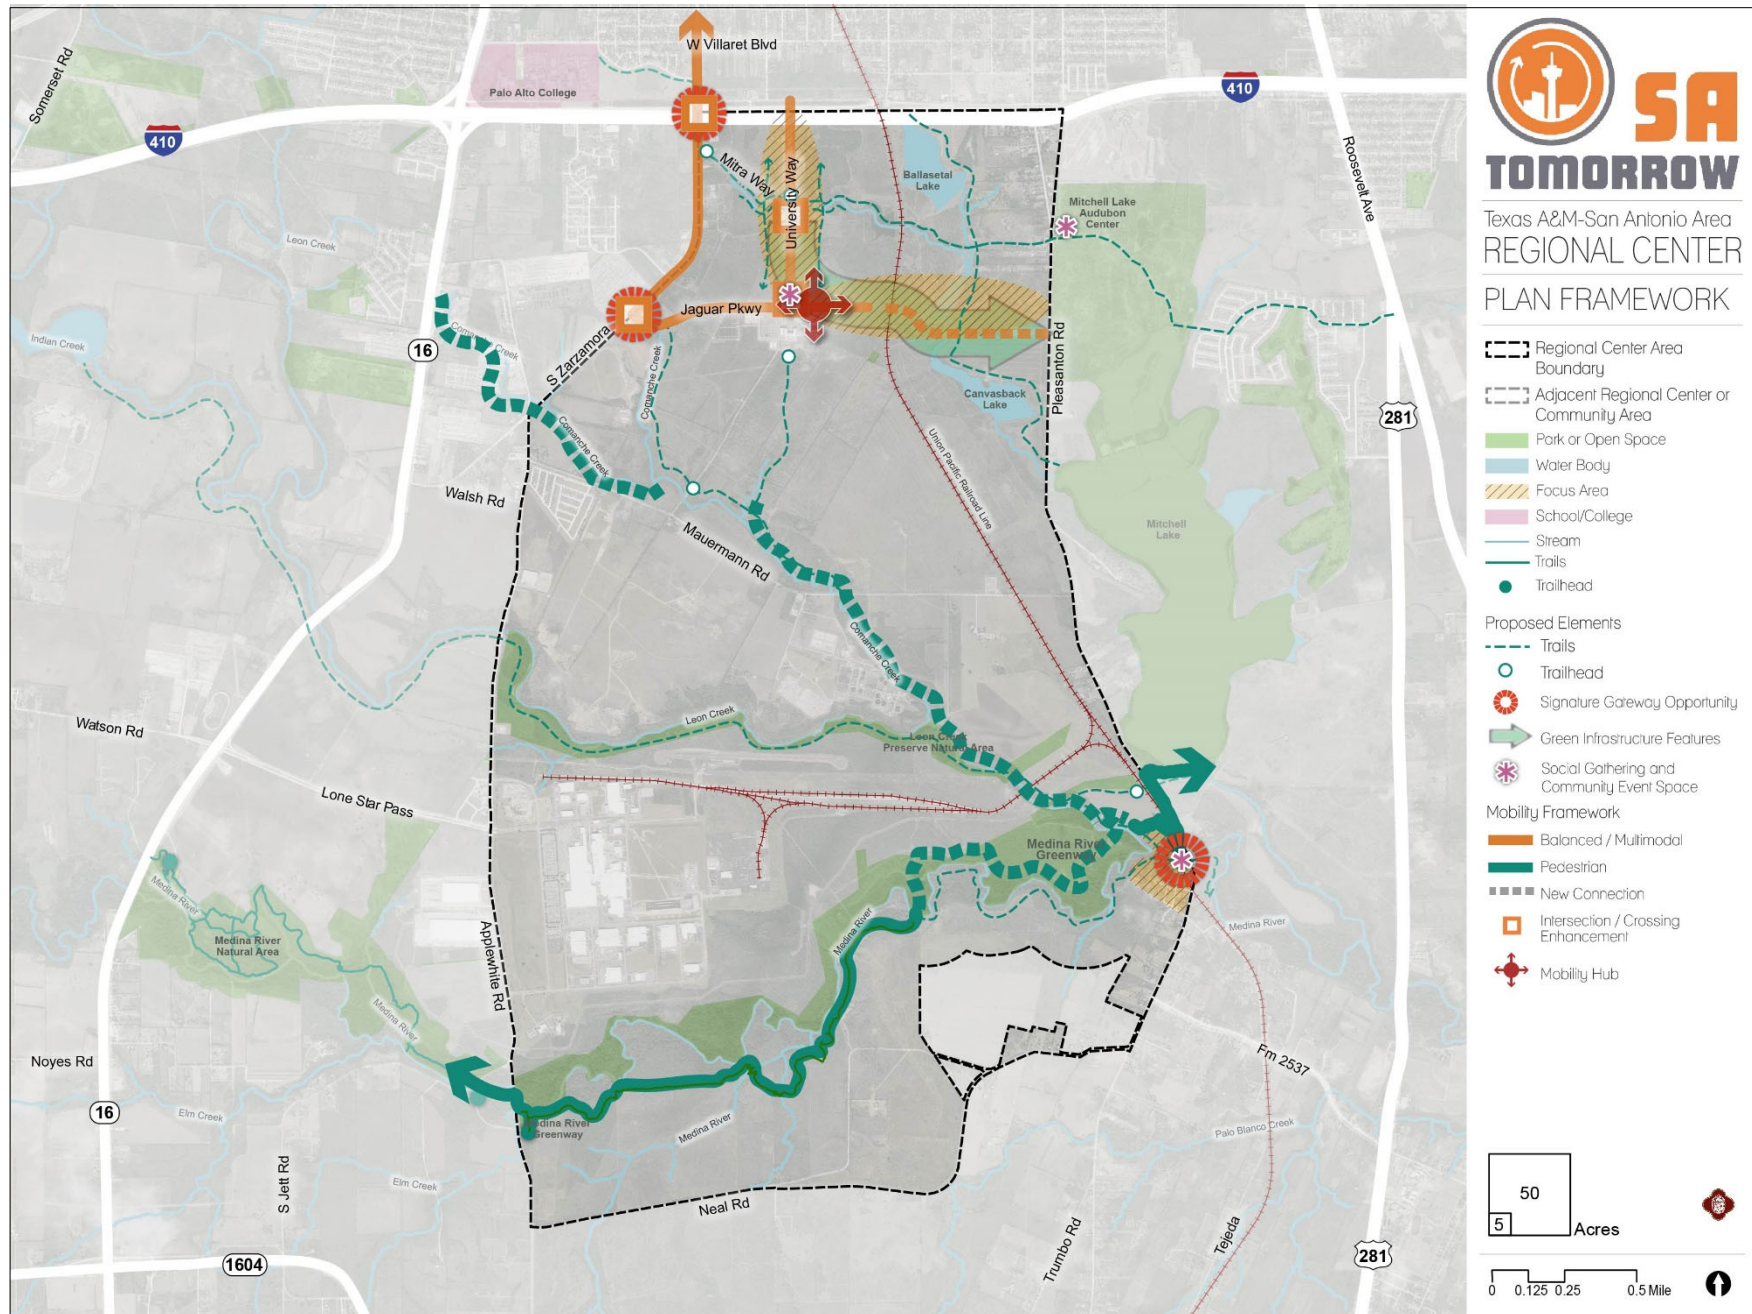 W Villaret Blvd
Somerset Rd
Palo Alto College
410
410
Roosevelt Ave
Mitra Way
University Way
Ballasetal
Lake
Mitchell Lake
Audubon
Center
Leon Creek
Jaguar Pkwy
Indian Creek
Comanche Creek
16
S Zarzamora
Comanche Creek
Pleasanton Rd
Canvasback
Lake
281
Comanche Creek
Union Pacific Railroad Line
Walsh Rd
Mauermann Rd
Mitchell
Lake
Comanche Creek
Leon Creek
Leon Creek
Preserve Natural Area
Watson Rd
Lone Star Pass
Medina River
Greenway
Medina River
Medina River
Medina River
Medina River
Natural Area
Applewhite Rd
Medina River
Noyes Rd
Fm 2537
16
Elm Creek
Medina River
Greenway
Medina River
Palo Blanco Creek
S Jett Rd
Elm Creek
Neal Rd
Trumbo Rd
Tejeda
281
1604
SA
TOMORROW
Texas A&M-San Antonio Area
REGIONAL CENTER
PLAN FRAMEWORK
Regional Center Area
Boundary
Adjacent Regional Center or
Community Area
Park or Open Space
Water Body
Focus Area
School/College
Stream
Trails
Trailhead
Proposed Elements
Trails
Trailhead
Signature Gateway Opportunity
Green Infrastructure Features
Social Gathering and
Community Event Space
Mobility Framework
Balanced / Multimodal
Pedestrian
New Connection
Intersection / Crossing
Enhancement
Mobility Hub
50
5
Acres
0 0.125 0.25 0.5 Mile